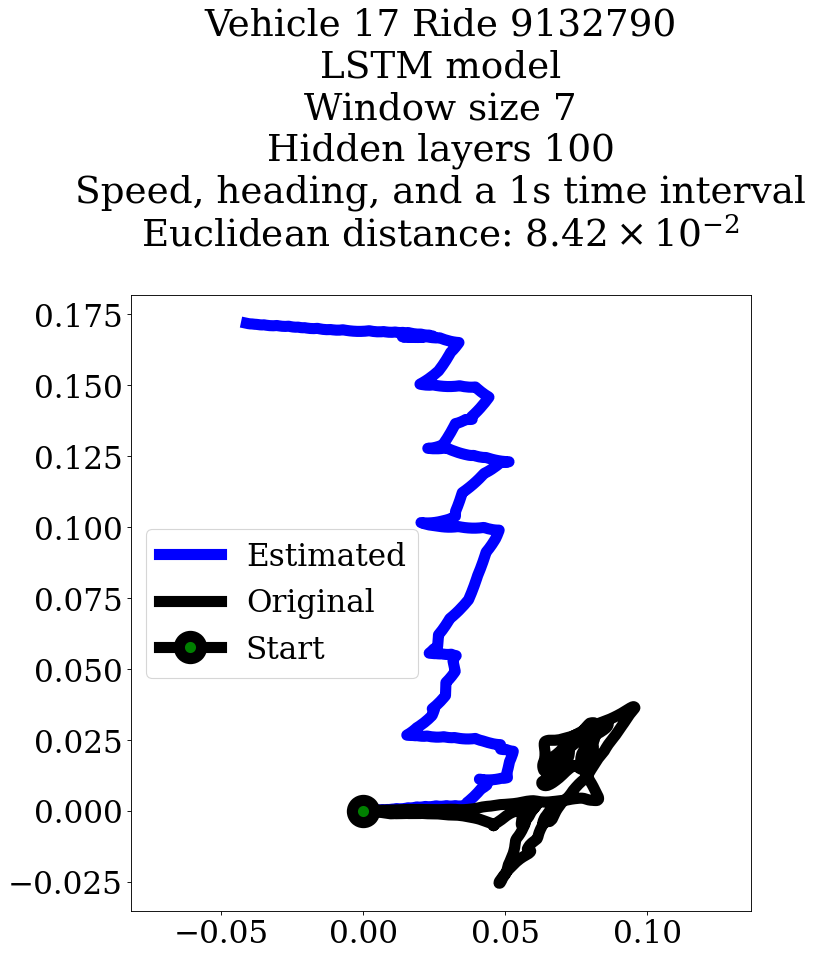 Vehicle 17 Ride 9132790
LSTM model
Window size 7
Hidden layers 100
Speed, heading, and a 1s time interval
Euclidean distance: 8.42 × 10⁻²
0.175
0.150
0.125
0.100
0.075
0.050
0.025
0.000
−0.025
Estimated
Original
Start
−0.05
0.00
0.05
0.10